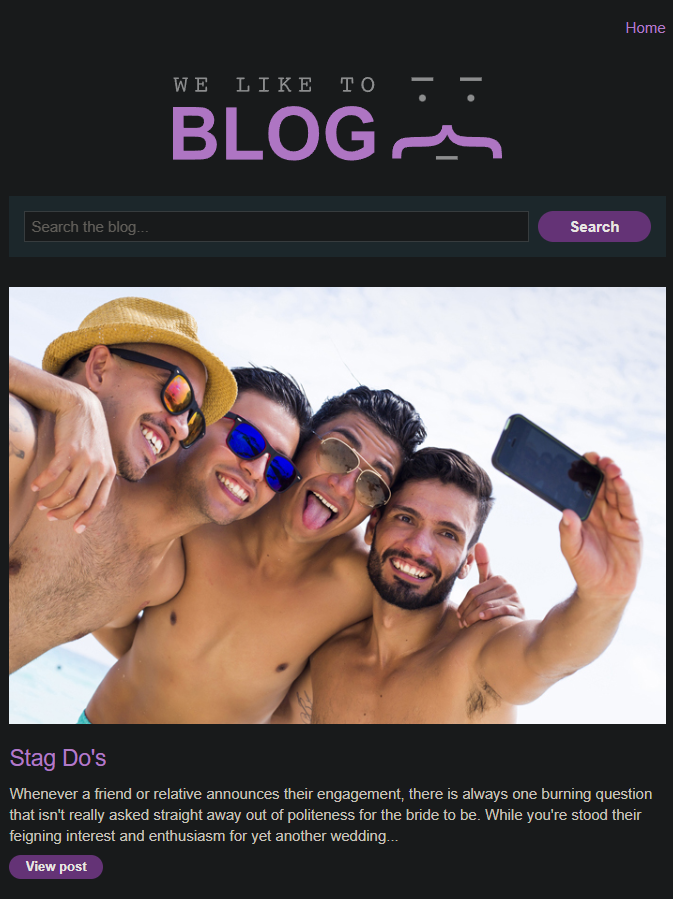 Home
WE LIKE TO
BLOG
Search the blog...
Search
Stag Do's
Whenever a friend or relative announces their engagement, there is always one burning question
that isn't really asked straight away out of politeness for the bride to be. While you're stood their
feigning interest and enthusiasm for yet another wedding...
View post